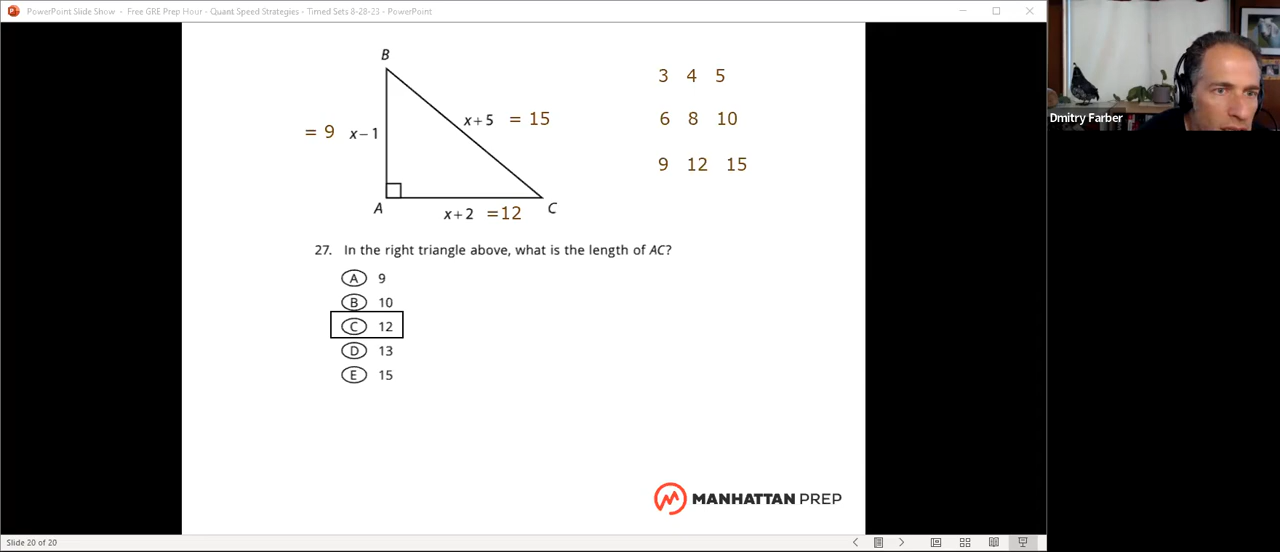 PowerPoint Slide Show - Free GRE Prep Hour - Quant Speed Strategies - Timed Sets 8-28-23 - PowerPoint
Dmitry Farber
B
3 4 5
x+5 = 15
6 8 10
= 9 x−1
9 12 15
A
x+2 =12
C
27. In the right triangle above, what is the length of AC?
A 9
B 10
C 12
D 13
E 15
MANHATTAN PREP
Slide 20 of 20